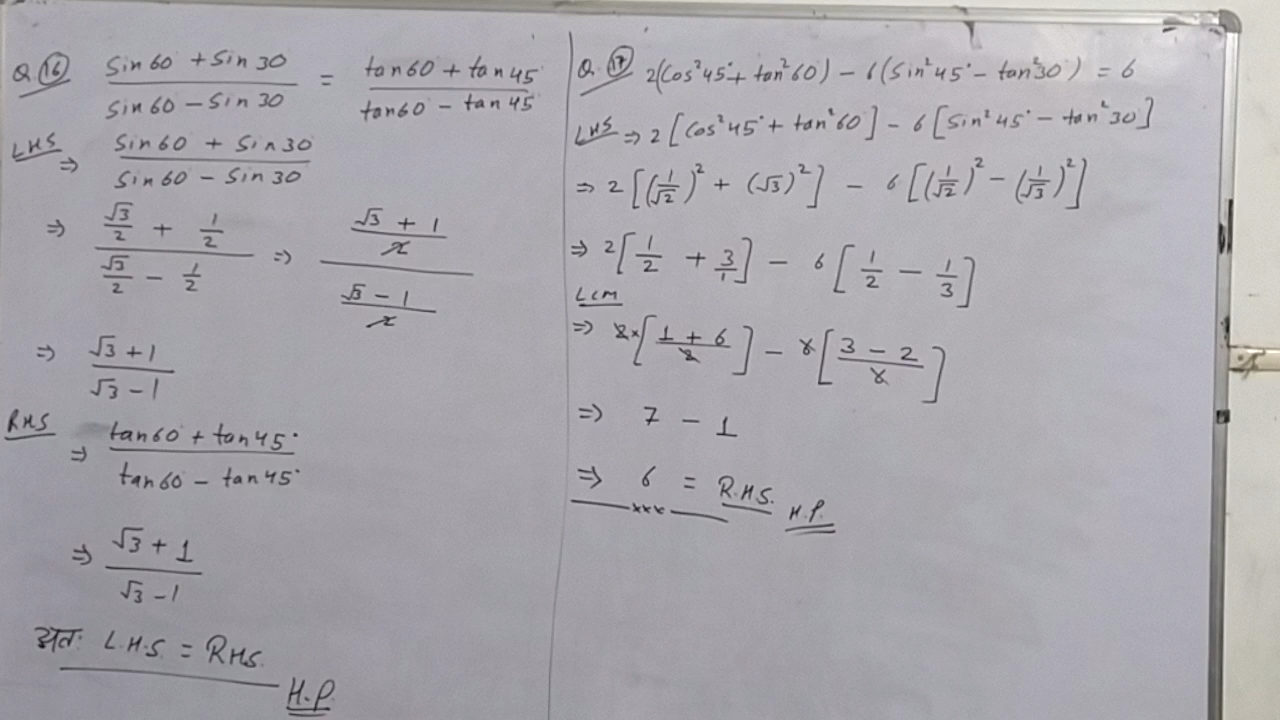 Q. (16) (sin 60 + sin 30)/(sin 60 − sin 30) = (tan 60 + tan 45°)/(tan 60 − tan 45)
LHS ⇒ (sin 60 + sin 30)/(sin 60 − sin 30)
⇒ (√3/2 + 1/2)/(√3/2 − 1/2) ⇒ ((√3 + 1)/2)/((√3 − 1)/2)
⇒ (√3 + 1)/(√3 − 1)
RHS ⇒ (tan 60 + tan 45°)/(tan 60 − tan 45°)
⇒ (√3 + 1)/(√3 − 1)
अतः L.H.S. = RHS.
H.P.
Q. (17) 2(cos²45° + tan²60) − 6(sin²45° − tan²30) = 6
LHS ⇒ 2[cos²45° + tan²60] − 6[sin²45° − tan²30]
⇒ 2[(1/√2)² + (√3)²] − 6[(1/√2)² − (1/√3)²]
⇒ 2[1/2 + 3/1] − 6[1/2 − 1/3]
LCM
⇒ 2×[(1 + 6)/2] − 6[(3 − 2)/6]
⇒ 7 − 1
⇒ 6 = R.H.S.
xxx H.P.